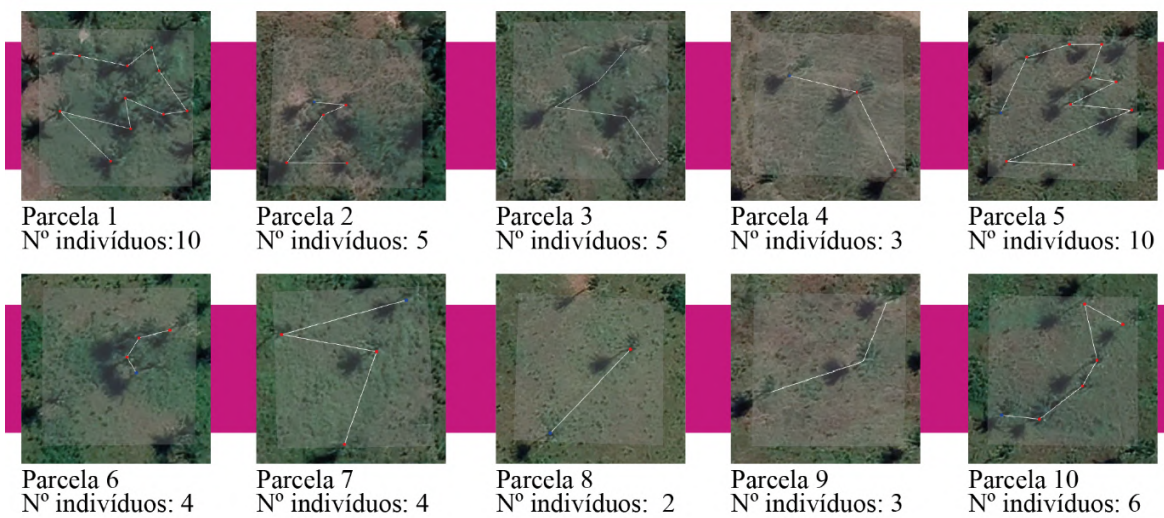 Parcela 1
Nº indivíduos:10
Parcela 2
Nº indivíduos: 5
Parcela 3
Nº indivíduos: 5
Parcela 4
Nº indivíduos: 3
Parcela 5
Nº indivíduos: 10
Parcela 6
Nº indivíduos: 4
Parcela 7
Nº indivíduos: 4
Parcela 8
Nº indivíduos: 2
Parcela 9
Nº indivíduos: 3
Parcela 10
Nº indivíduos: 6